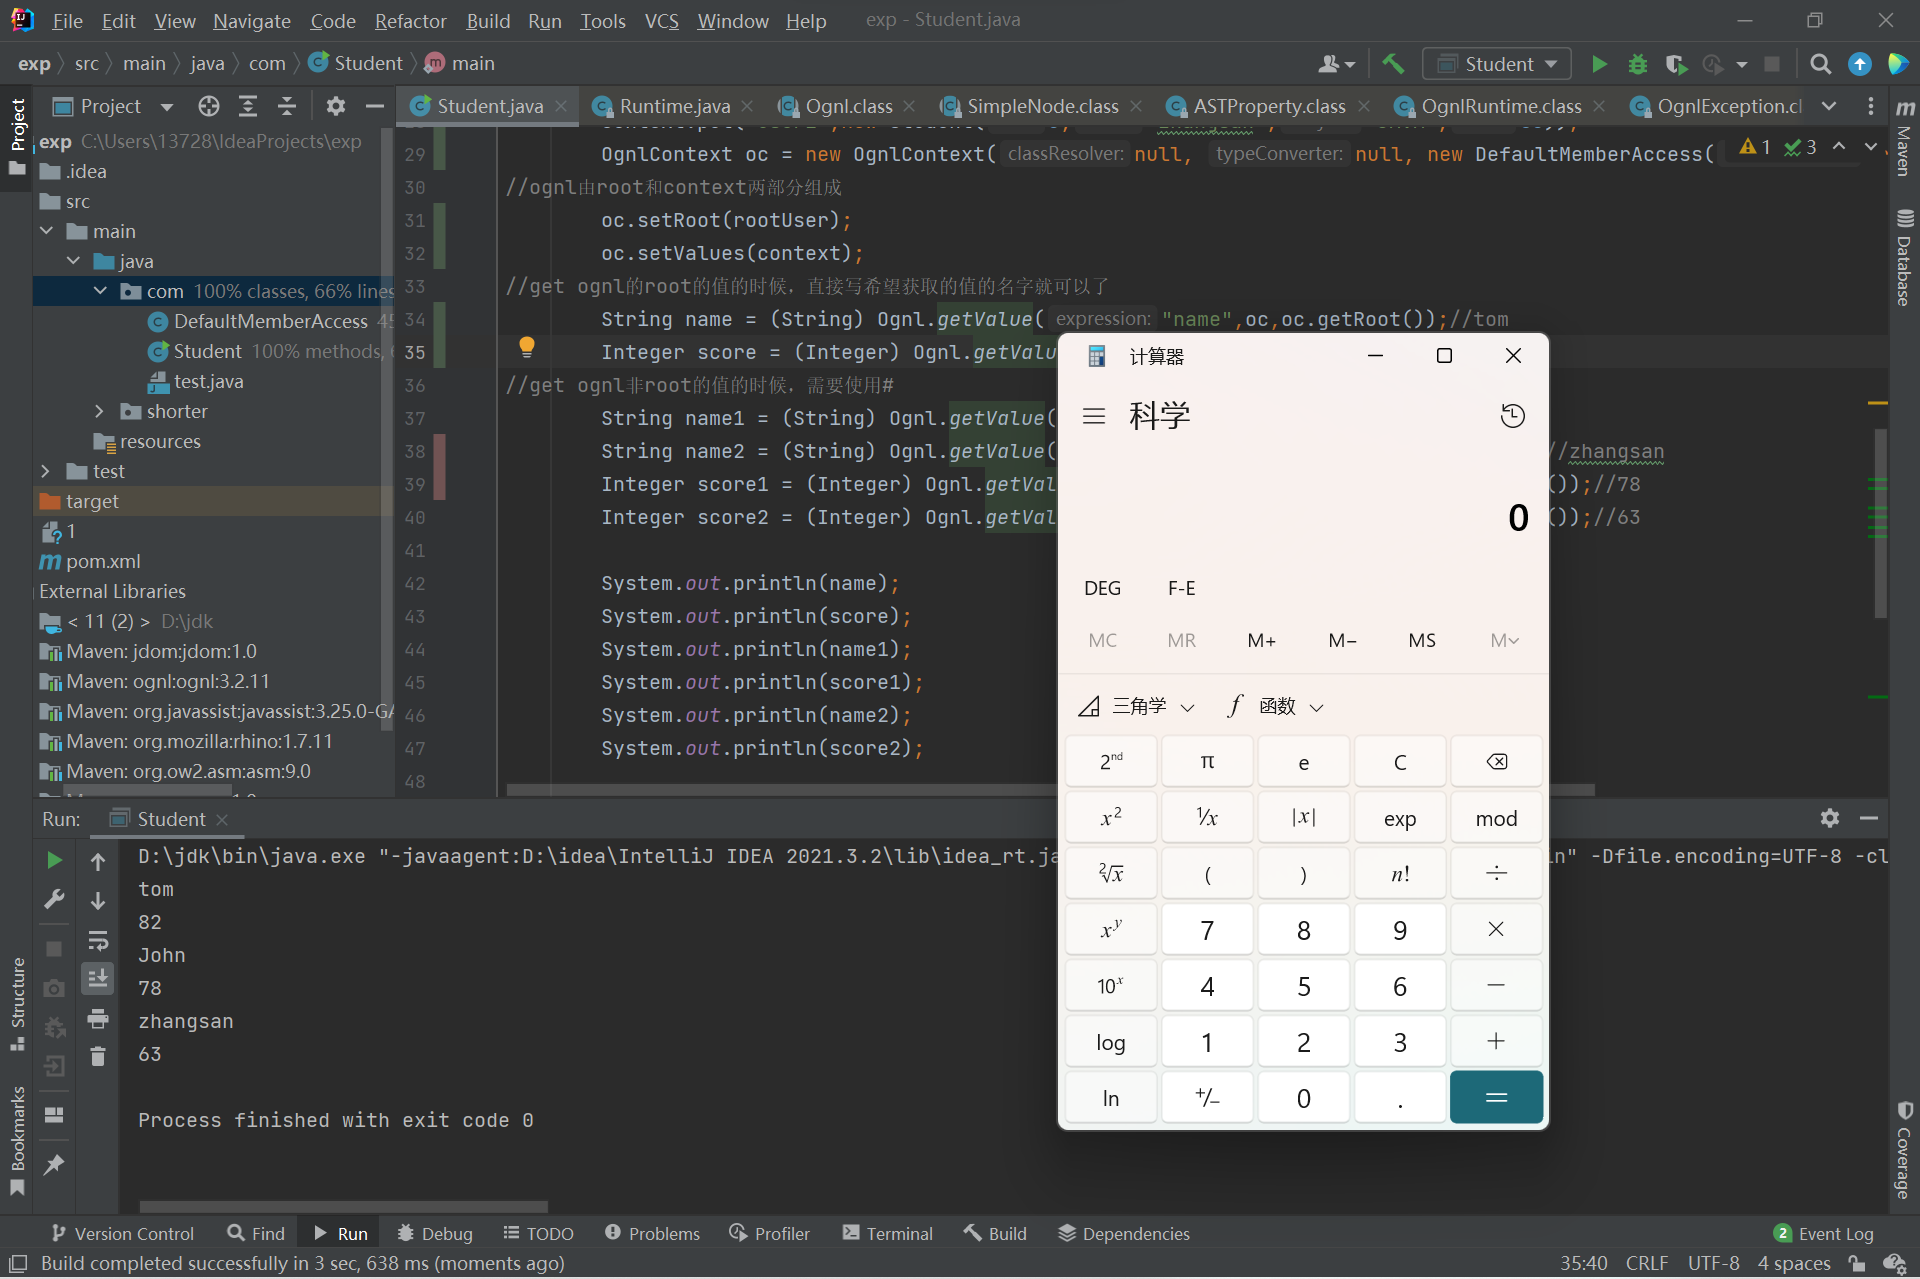 File Edit View Navigate Code Refactor Build Run Tools VCS Window Help exp - Student.java
exp src main java com Student main
Student
Project
Student.java Runtime.java Ognl.class SimpleNode.class ASTProperty.class OgnlRuntime.class OgnlException.cl
Project
Structure
Bookmarks
exp C:\Users\13728\IdeaProjects\exp
.idea
src
main
java
com 100% classes, 66% lines
DefaultMemberAccess
Student 100% methods,
test.java
shorter
resources
test
target
1
pom.xml
External Libraries
< 11 (2) > D:\jdk
Maven: jdom:jdom:1.0
Maven: ognl:ognl:3.2.11
Maven: org.javassist:javassist:3.25.0-GA
Maven: org.mozilla:rhino:1.7.11
Maven: org.ow2.asm:asm:9.0
29 OgnlContext oc = new OgnlContext( classResolver: null, typeConverter: null, new DefaultMemberAccess( 1 3
30 //ognl由root和context两部分组成
31 oc.setRoot(rootUser);
32 oc.setValues(context);
33 //get ognl的root的值的时候，直接写希望获取的值的名字就可以了
34 String name = (String) Ognl.getValue( expression: "name",oc,oc.getRoot());//tom
35 Integer score = (Integer) Ognl.getValu
36 //get ognl非root的值的时候，需要使用#
37 String name1 = (String) Ognl.getValue(
38 String name2 = (String) Ognl.getValue( //zhangsan
39 Integer score1 = (Integer) Ognl.getVal ());//78
40 Integer score2 = (Integer) Ognl.getVal ());//63
41
42 System.out.println(name);
43 System.out.println(score);
44 System.out.println(name1);
45 System.out.println(score1);
46 System.out.println(name2);
47 System.out.println(score2);
48
计算器
科学
0
DEG F-E
MC MR M+ M− MS M
三角学 f 函数
2nd π e C
x² ¹/x |x| exp mod
²√x ( ) n! ÷
xʸ 7 8 9 ×
10ˣ 4 5 6 −
log 1 2 3 +
ln +/− 0 . =
Maven
Database
Coverage
Run: Student
D:\jdk\bin\java.exe "-javaagent:D:\idea\IntelliJ IDEA 2021.3.2\lib\idea_rt.ja in" -Dfile.encoding=UTF-8 -cl
tom
82
John
78
zhangsan
63
Process finished with exit code 0
Version Control Find Run Debug TODO Problems Profiler Terminal Build Dependencies 2 Event Log
Build completed successfully in 3 sec, 638 ms (moments ago) 35:40 CRLF UTF-8 4 spaces